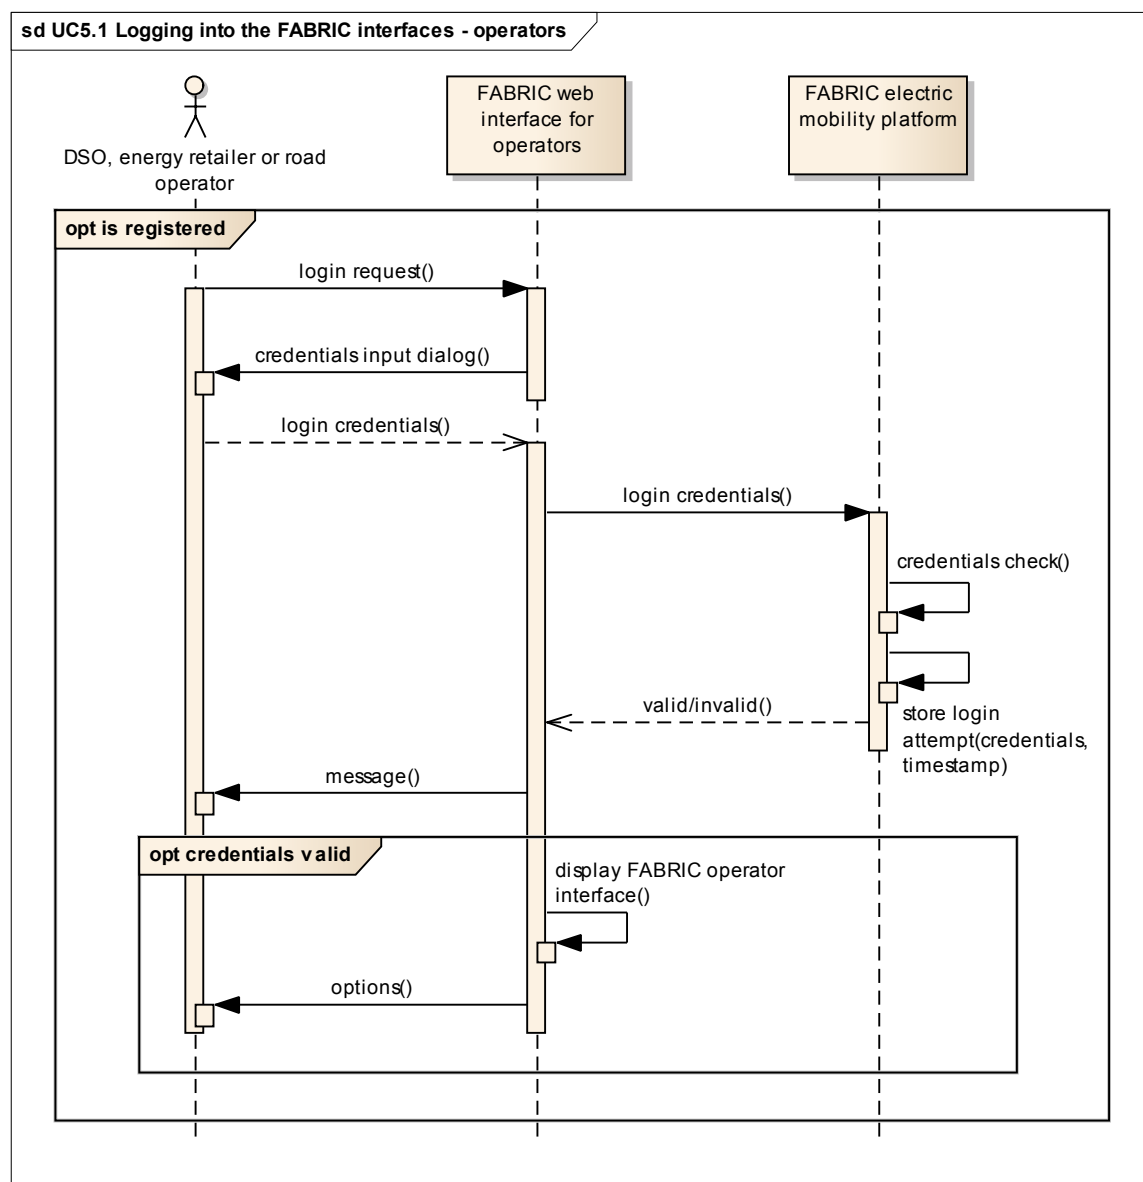 sd UC5.1 Logging into the FABRIC interfaces - operators
DSO, energy retailer or road
operator
FABRIC web
interface for
operators
FABRIC electric
mobility platform
opt is registered
login request()
credentials input dialog()
login credentials()
login credentials()
credentials check()
store login
attempt(credentials,
timestamp)
valid/invalid()
message()
opt credentials valid
display FABRIC operator
interface()
options()